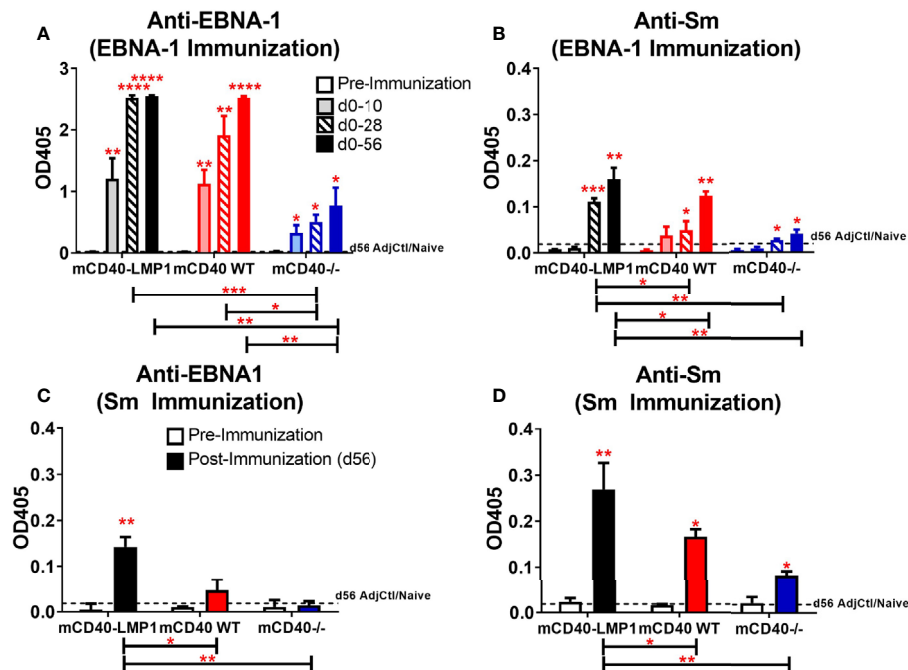 A
Anti-EBNA-1
(EBNA-1 Immunization)
3
2
1
0
OD405
****
****
**
****
**
**
*
*
*
Pre-Immunization
d0-10
d0-28
d0-56
d56 AdjCtl/Naive
mCD40-LMP1 mCD40 WT mCD40-/-
***
*
**
**
B
Anti-Sm
(EBNA-1 Immunization)
0.4
0.3
0.2
0.1
0.0
OD405
***
**
*
**
*
*
d56 AdjCtl/Naive
mCD40-LMP1 mCD40 WT mCD40-/-
*
**
*
**
C
Anti-EBNA1
(Sm Immunization)
0.4
0.3
0.2
0.1
0.0
OD405
Pre-Immunization
Post-Immunization (d56)
**
d56 AdjCtl/Naive
mCD40-LMP1 mCD40 WT mCD40-/-
*
**
D
Anti-Sm
(Sm Immunization)
0.4
0.3
0.2
0.1
0.0
OD405
**
*
*
d56 AdjCtl/Naive
mCD40-LMP1 mCD40 WT mCD40-/-
*
**